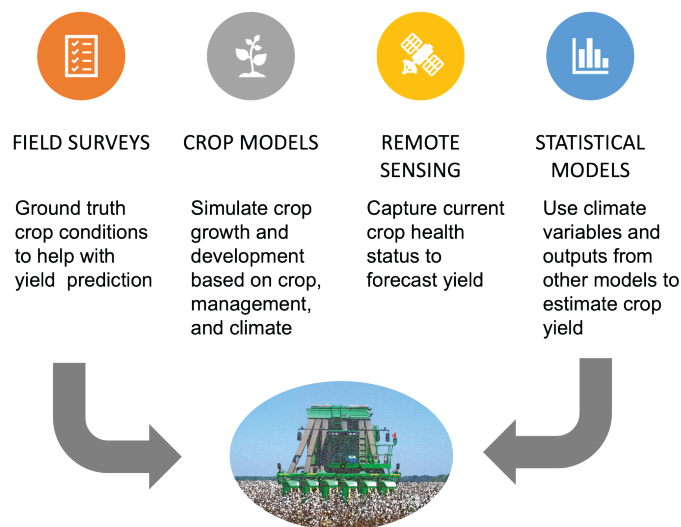 FIELD SURVEYS
Ground truth
crop conditions
to help with
yield  prediction
CROP MODELS
Simulate crop
growth and
development
based on crop,
management,
and climate
REMOTE
SENSING
Capture current
crop health
status to
forecast yield
STATISTICAL
MODELS
Use climate
variables and
outputs from
other models to
estimate crop
yield